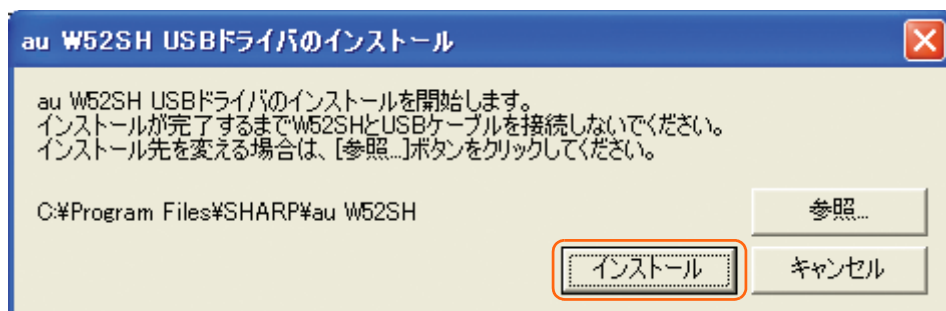 au W52SH USBドライバのインストール
au W52SH USBドライバのインストールを開始します。
インストールが完了するまでW52SHとUSBケーブルを接続しないでください。
インストール先を変える場合は、[参照...]ボタンをクリックしてください。
C:¥Program Files¥SHARP¥au W52SH
参照...
インストール
キャンセル